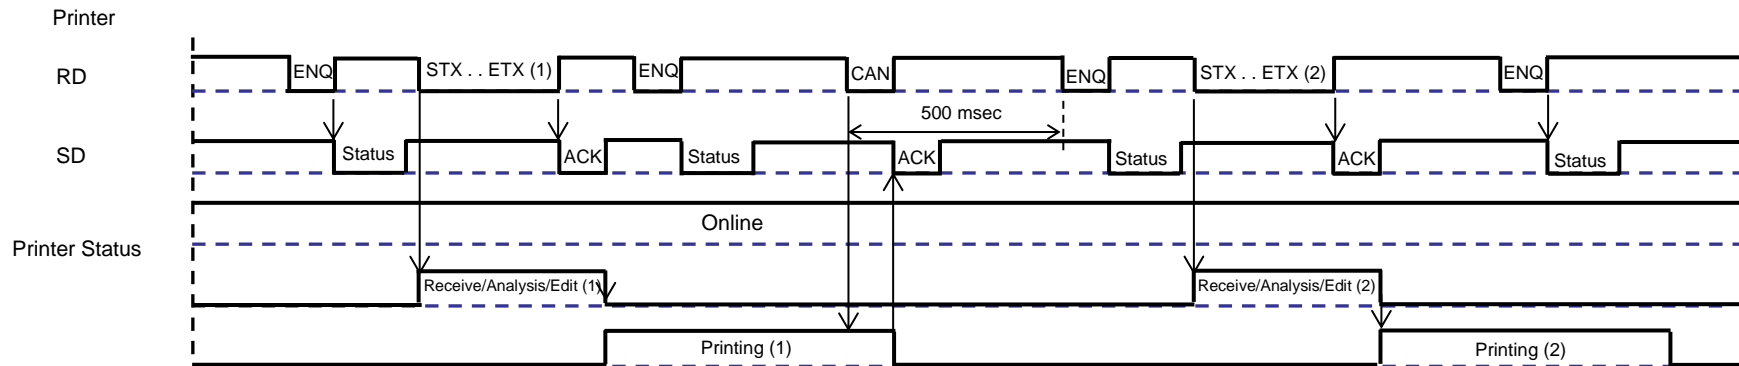 Printer
RD
ENQ
STX . . ETX (1)
ENQ
CAN
ENQ
STX . . ETX (2)
ENQ
500 msec
SD
Status
ACK
Status
ACK
Status
ACK
Status
Online
Printer Status
Receive/Analysis/Edit (1)
Receive/Analysis/Edit (2)
Printing (1)
Printing (2)